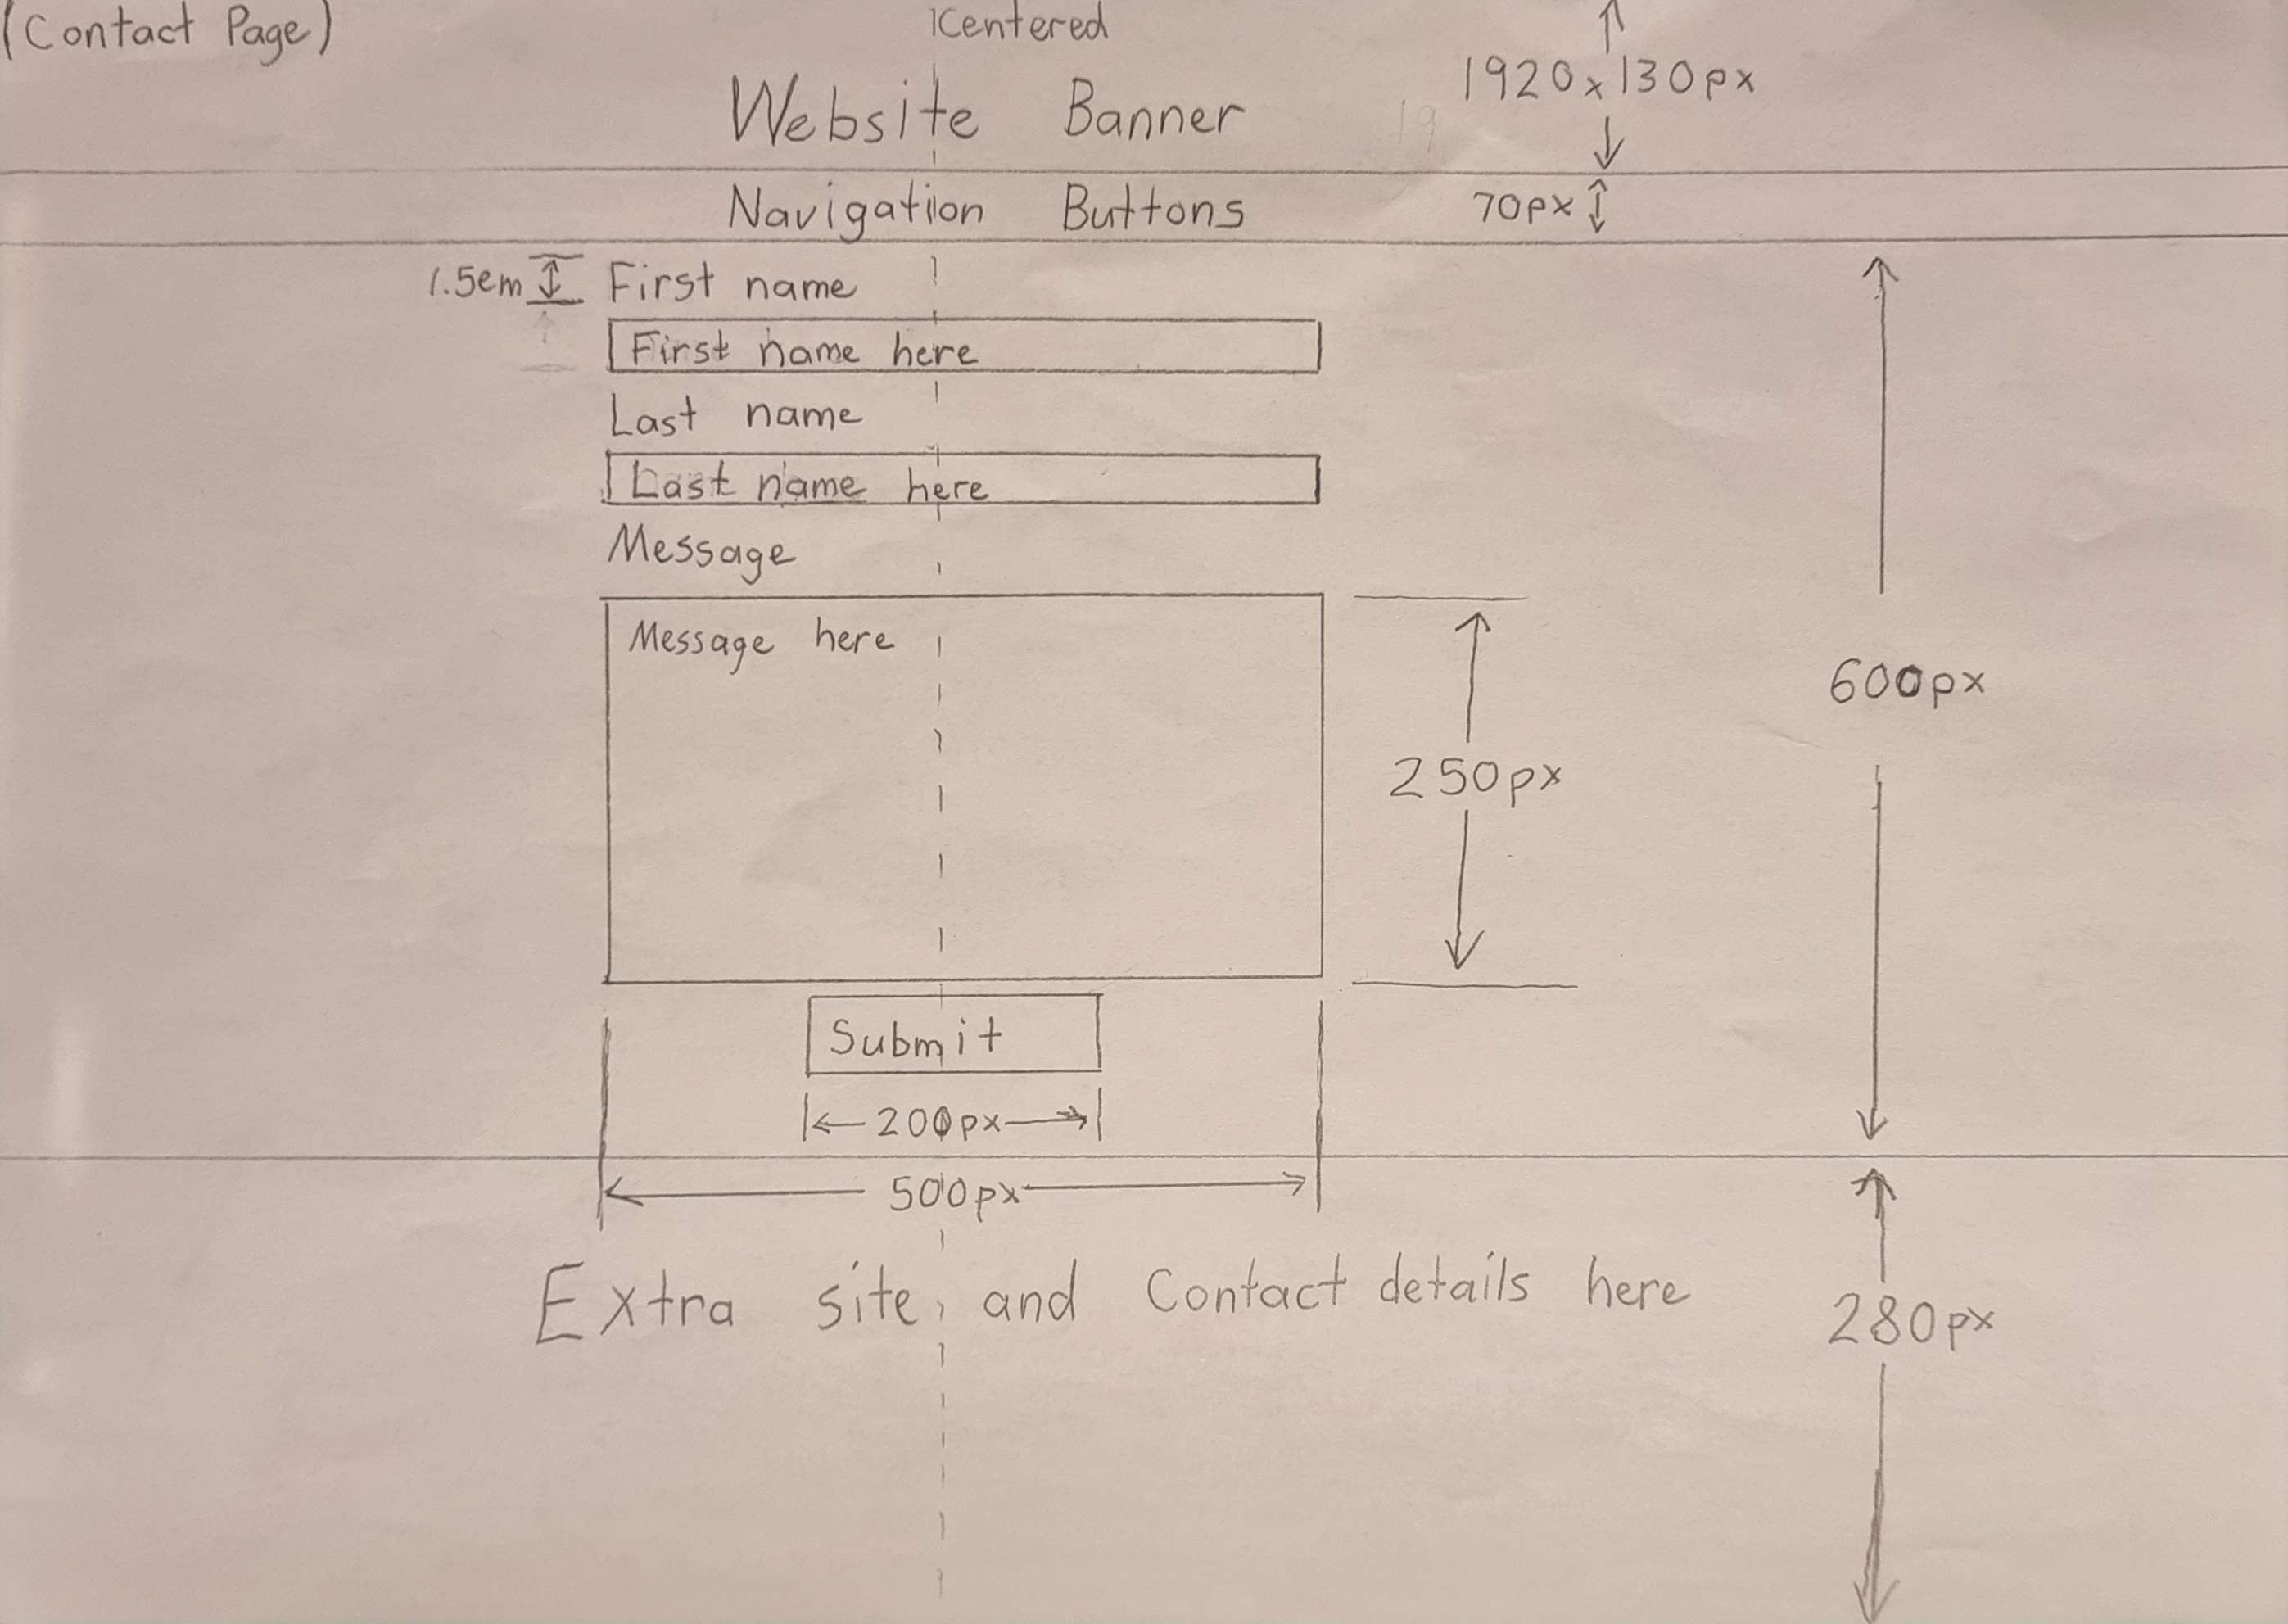 (Contact Page)
Centered
1920x130px
Website Banner
Navigation Buttons
70px
1.5em
First name
First name here
Last name
Last name here
Message
Message here
600px
250px
Submit
200px
500px
Extra site, and Contact details here
280px